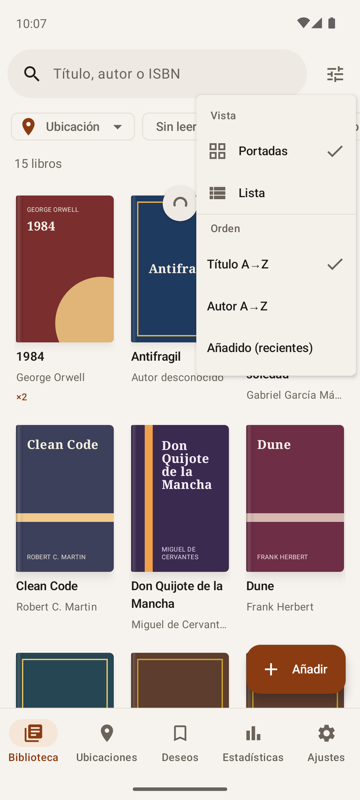 10:07
Título, autor o ISBN
Ubicación
Sin leer
Vista
Portadas
Lista
Orden
Título A→Z
Autor A→Z
Añadido (recientes)
15 libros
GEORGE ORWELL
1984
Antifra
1984
George Orwell
×2
Antifragil
Autor desconocido
soledad
Gabriel García Má...
Clean Code
ROBERT C. MARTIN
Don
Quijote
de la
Mancha
MIGUEL DE
CERVANTES
Dune
FRANK HERBERT
Clean Code
Robert C. Martin
Don Quijote de la
Mancha
Miguel de Cervant...
Dune
Frank Herbert
Añadir
Biblioteca
Ubicaciones
Deseos
Estadísticas
Ajustes